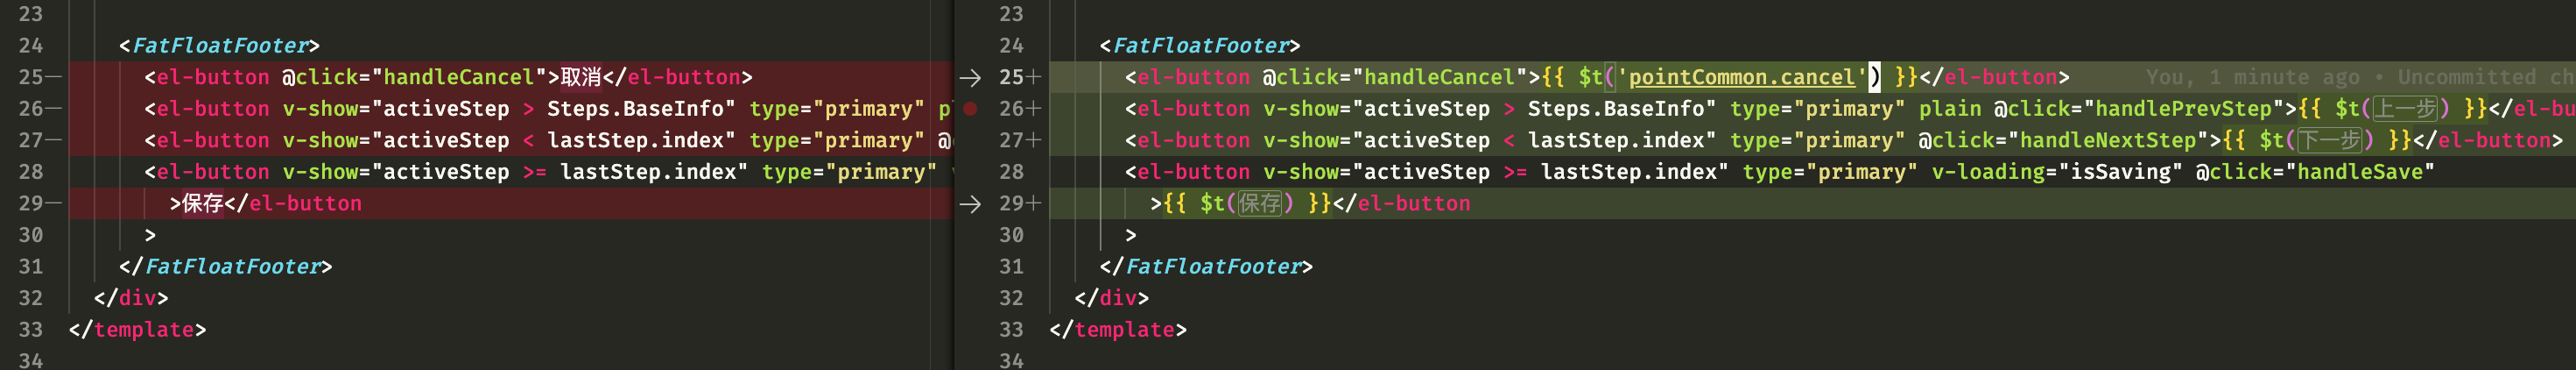 23
24 <FatFloatFooter>
25— <el-button @click="handleCancel">取消</el-button>
26— <el-button v-show="activeStep > Steps.BaseInfo" type="primary" p
27— <el-button v-show="activeStep < lastStep.index" type="primary" @
28 <el-button v-show="activeStep >= lastStep.index" type="primary"
29— >保存</el-button
30 >
31 </FatFloatFooter>
32 </div>
33 </template>
34
23
24 <FatFloatFooter>
→ 25+ <el-button @click="handleCancel">{{ $t('pointCommon.cancel') }}</el-button> You, 1 minute ago • Uncommitted ch
26+ <el-button v-show="activeStep > Steps.BaseInfo" type="primary" plain @click="handlePrevStep">{{ $t(上一步) }}</el-bu
27+ <el-button v-show="activeStep < lastStep.index" type="primary" @click="handleNextStep">{{ $t(下一步) }}</el-button>
28 <el-button v-show="activeStep >= lastStep.index" type="primary" v-loading="isSaving" @click="handleSave"
→ 29+ >{{ $t(保存) }}</el-button
30 >
31 </FatFloatFooter>
32 </div>
33 </template>
34